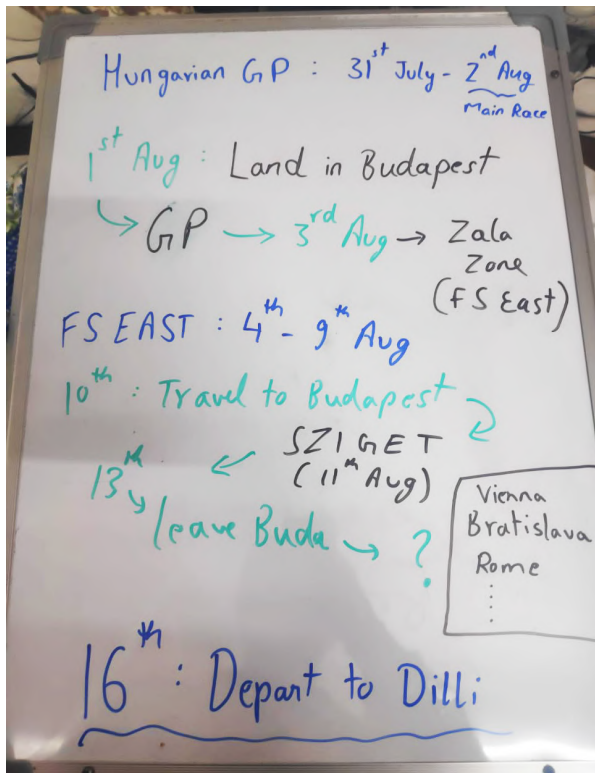 Hungarian GP : 31st July - 2nd Aug
Main Race
1st Aug : Land in Budapest
↳ GP → 3rd Aug → Zala
Zone
(FS East)
FS EAST : 4th - 9th Aug
10th : Travel to Budapest
SZIGET
(11th Aug)
13th
↳ leave Buda → ?
Vienna
Bratislava
Rome
⋮
16th : Depart to Dilli